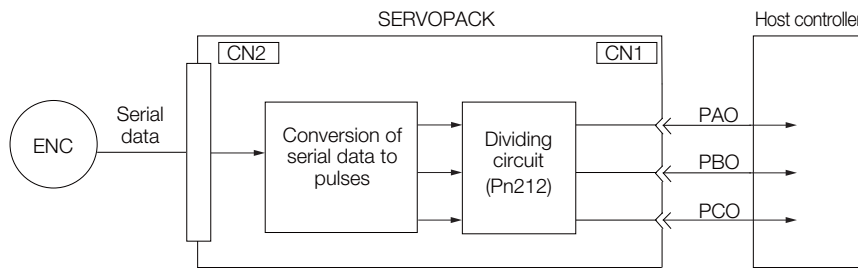 SERVOPACK
Host controller
CN2
CN1
ENC
Serial
data
Conversion of
serial data to
pulses
Dividing
circuit
(Pn212)
PAO
PBO
PCO